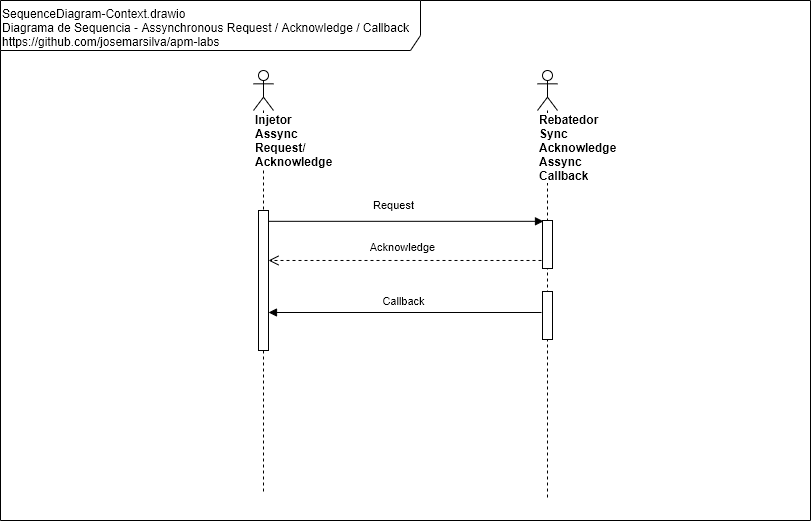 SequenceDiagram-Context.drawio
Diagrama de Sequencia - Assynchronous Request / Acknowledge / Callback
https://github.com/josemarsilva/apm-labs
Injetor
Assync
Request/
Acknowledge
Rebatedor
Sync
Acknowledge
Assync
Callback
Request
Acknowledge
Callback